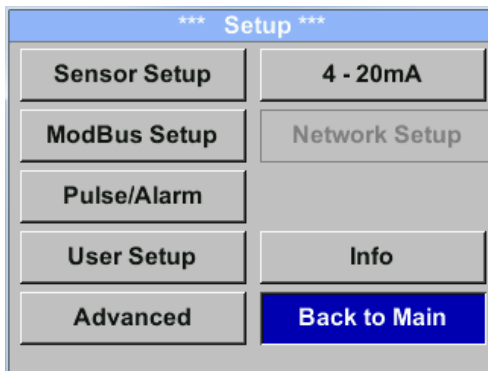 *** Setup ***
Sensor Setup
4 - 20mA
ModBus Setup
Network Setup
Pulse/Alarm
User Setup
Info
Advanced
Back to Main